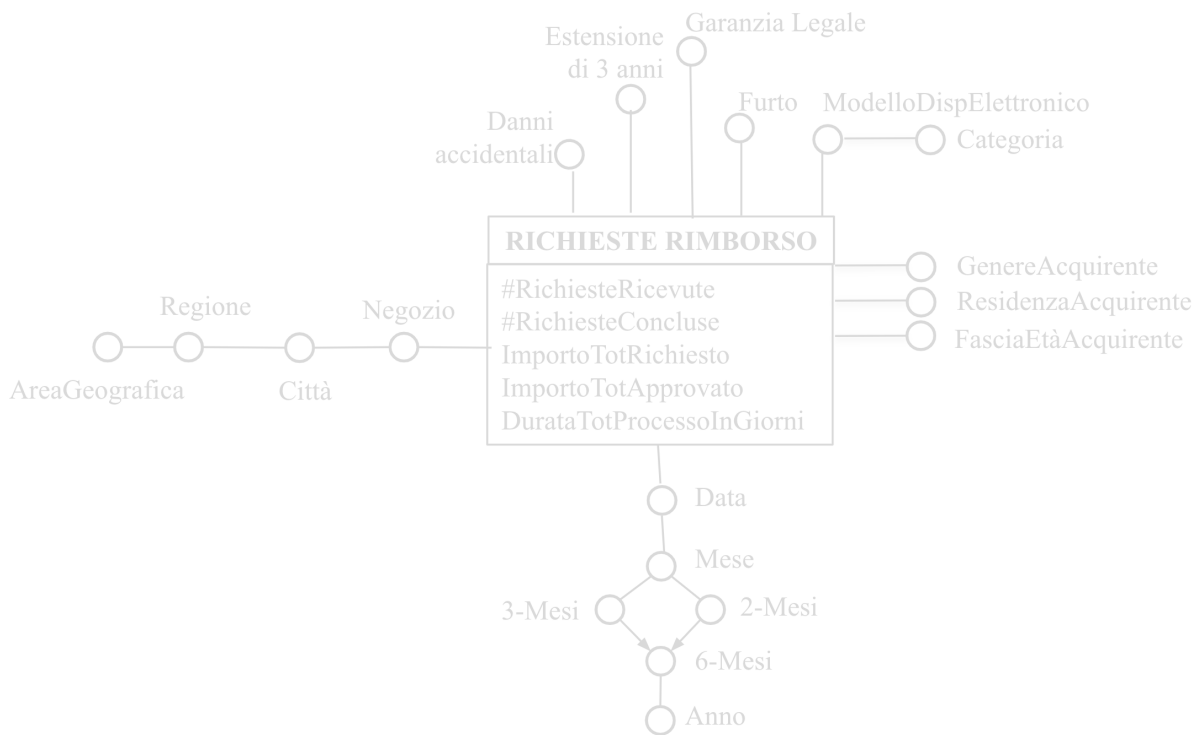 Garanzia Legale
Estensione
di 3 anni
Furto
ModelloDispElettronico
Danni
accidentali
Categoria
RICHIESTE RIMBORSO
#RichiesteRicevute
#RichiesteConcluse
ImportoTotRichiesto
ImportoTotApprovato
DurataTotProcessoInGiorni
GenereAcquirente
ResidenzaAcquirente
FasciaEtàAcquirente
Regione
Negozio
AreaGeografica
Città
Data
Mese
3-Mesi
2-Mesi
6-Mesi
Anno